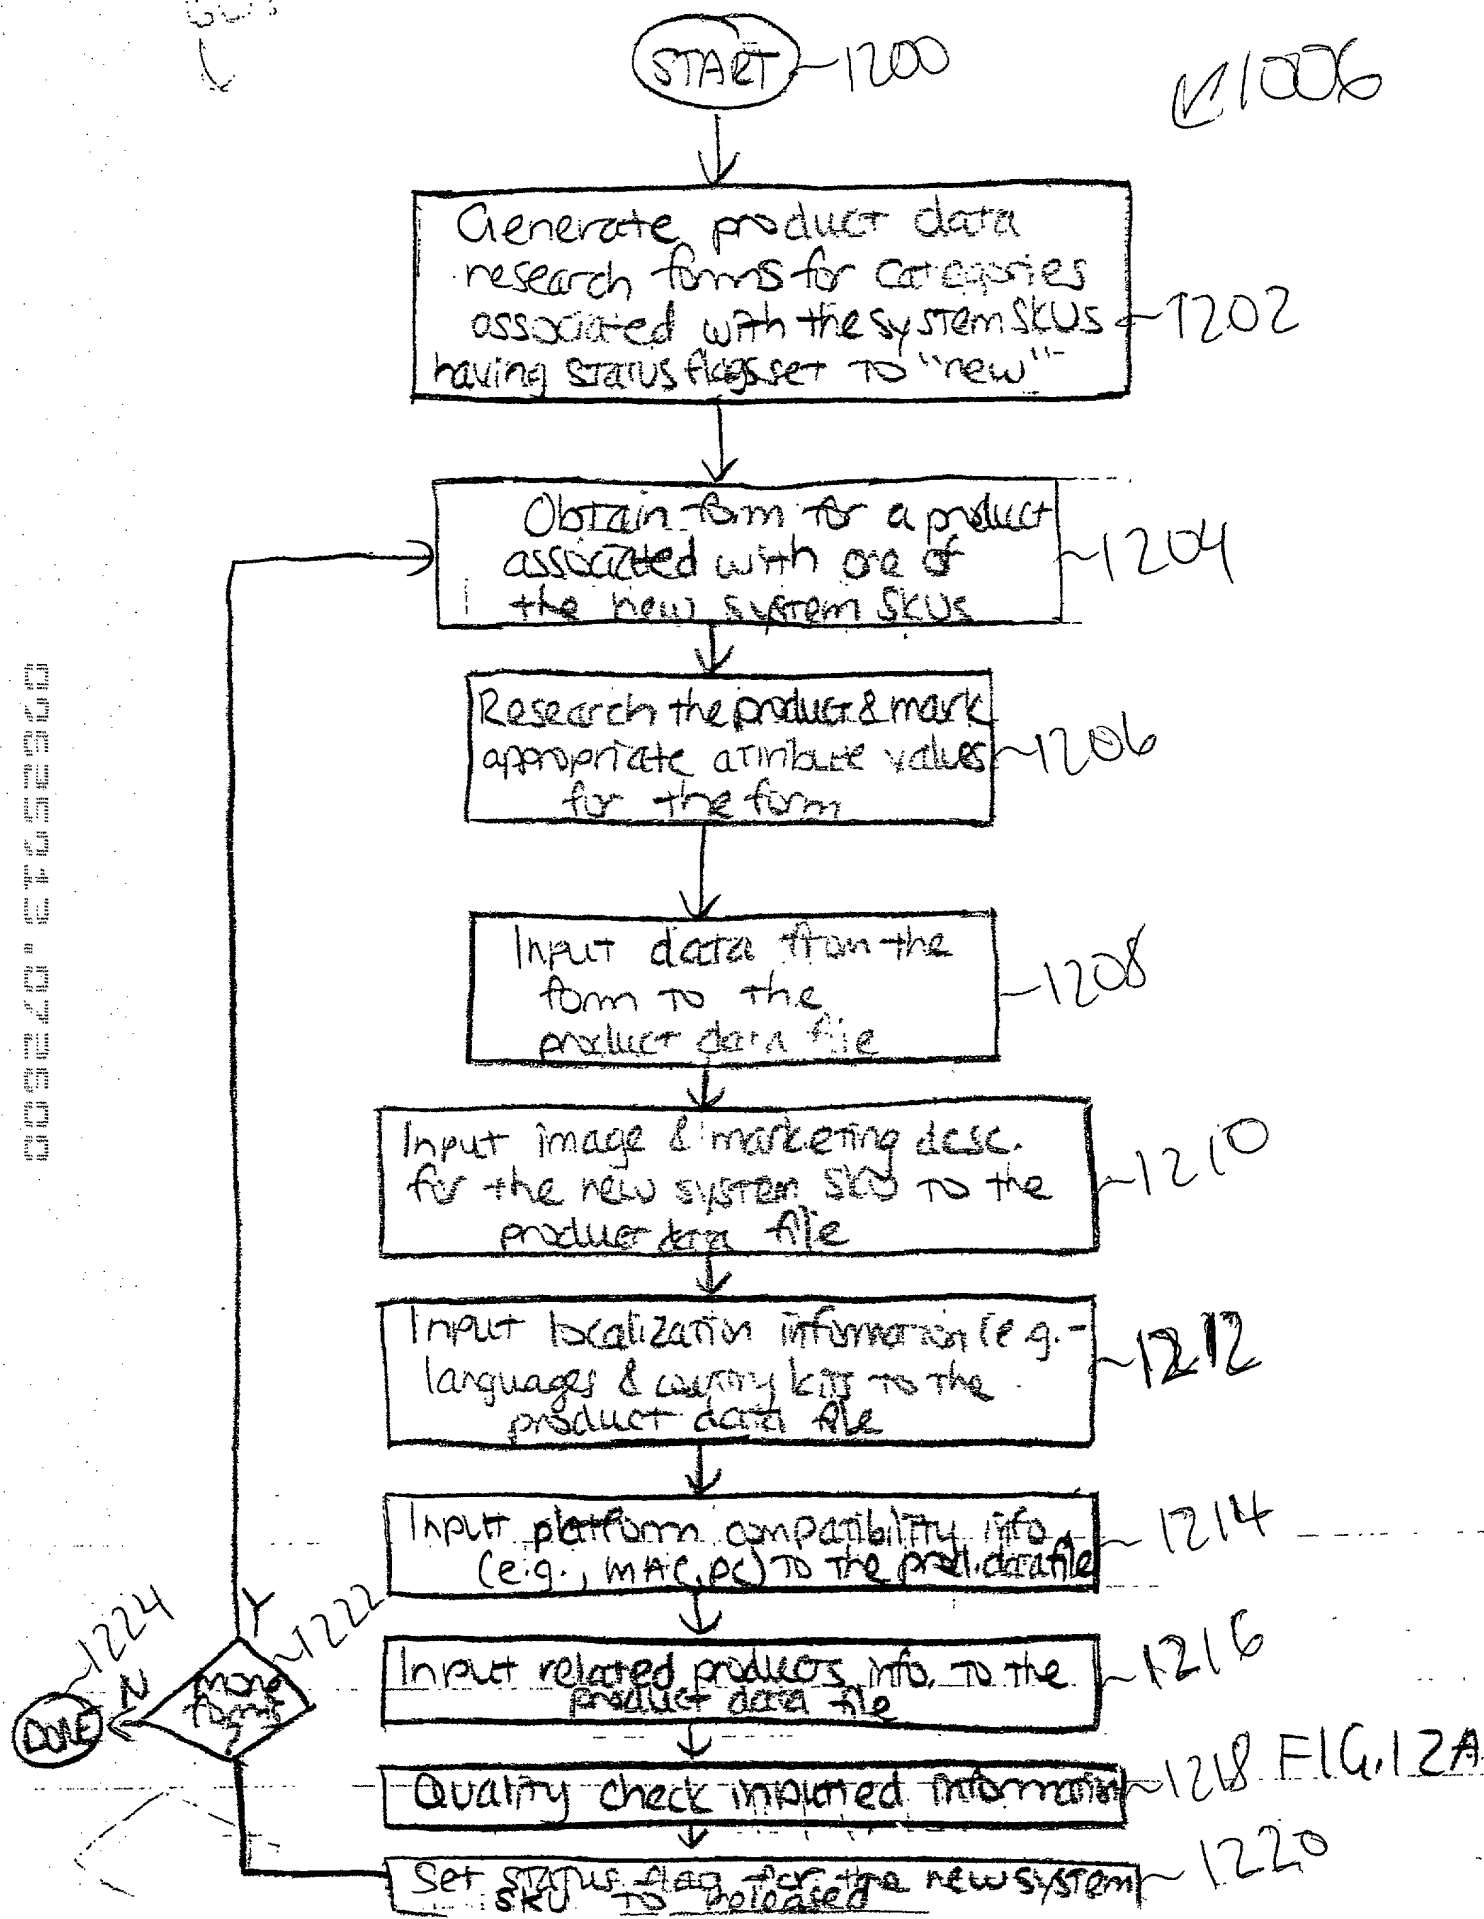 START 1200
1006
Generate product data
research forms for categories
associated with the system SKUs
having status flags set to "new"
1202
Obtain form for a product
associated with one of
the new system SKUs
1204
Research the product & mark
appropriate attribute values
for the form
1206
Input data from the
form to the
product data file
1208
Input image & marketing desc.
for the new system SKU to the
product data file
1210
Input localization information (e.g.-
languages & country kits to the
product data file
1212
Input platform compatibility info
(e.g., MAC, PC) to the prod. data file
1214
Input related products info. to the
product data file
1216
Quality check inputted information
1218
FIG. 12A
Set status flag for the new system
SKU to released
1220
more
forms
?
1222
Y
N
DONE
1224